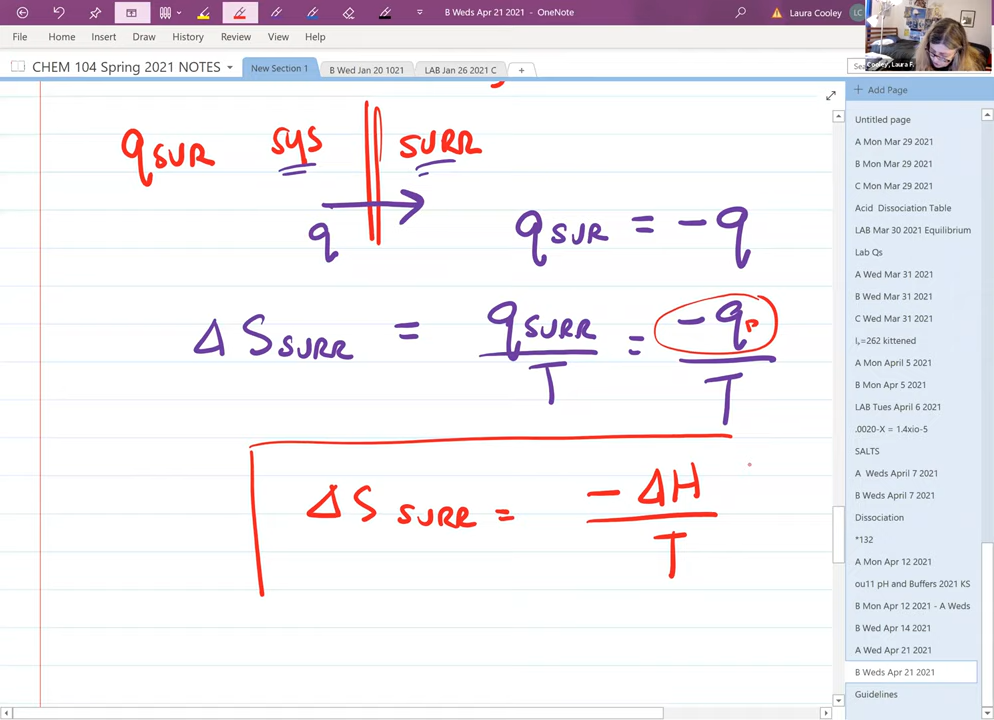 B Weds Apr 21 2021 - OneNote
Laura Cooley
LC
File Home Insert Draw History Review View Help
CHEM 104 Spring 2021 NOTES
New Section 1
B Wed Jan 20 1021
LAB Jan 26 2021 C
Cooley, Laura F.
Add Page
Untitled page
A Mon Mar 29 2021
B Mon Mar 29 2021
C Mon Mar 29 2021
Acid Dissociation Table
LAB Mar 30 2021 Equilibrium
Lab Qs
A Wed Mar 31 2021
B Wed Mar 31 2021
C Wed Mar 31 2021
I,=262 kittened
A Mon April 5 2021
B Mon Apr 5 2021
LAB Tues April 6 2021
.0020-X = 1.4xio-5
SALTS
A Weds April 7 2021
B Weds April 7 2021
Dissociation
*132
A Mon Apr 12 2021
ou11 pH and Buffers 2021 KS
B Mon Apr 12 2021 - A Weds
B Wed Apr 14 2021
A Wed Apr 21 2021
B Weds Apr 21 2021
Guidelines
qSUR sys SURR
q
qSUR = -q
ΔSSURR = qSURR/T = -qP/T
ΔSSURR = -ΔH/T